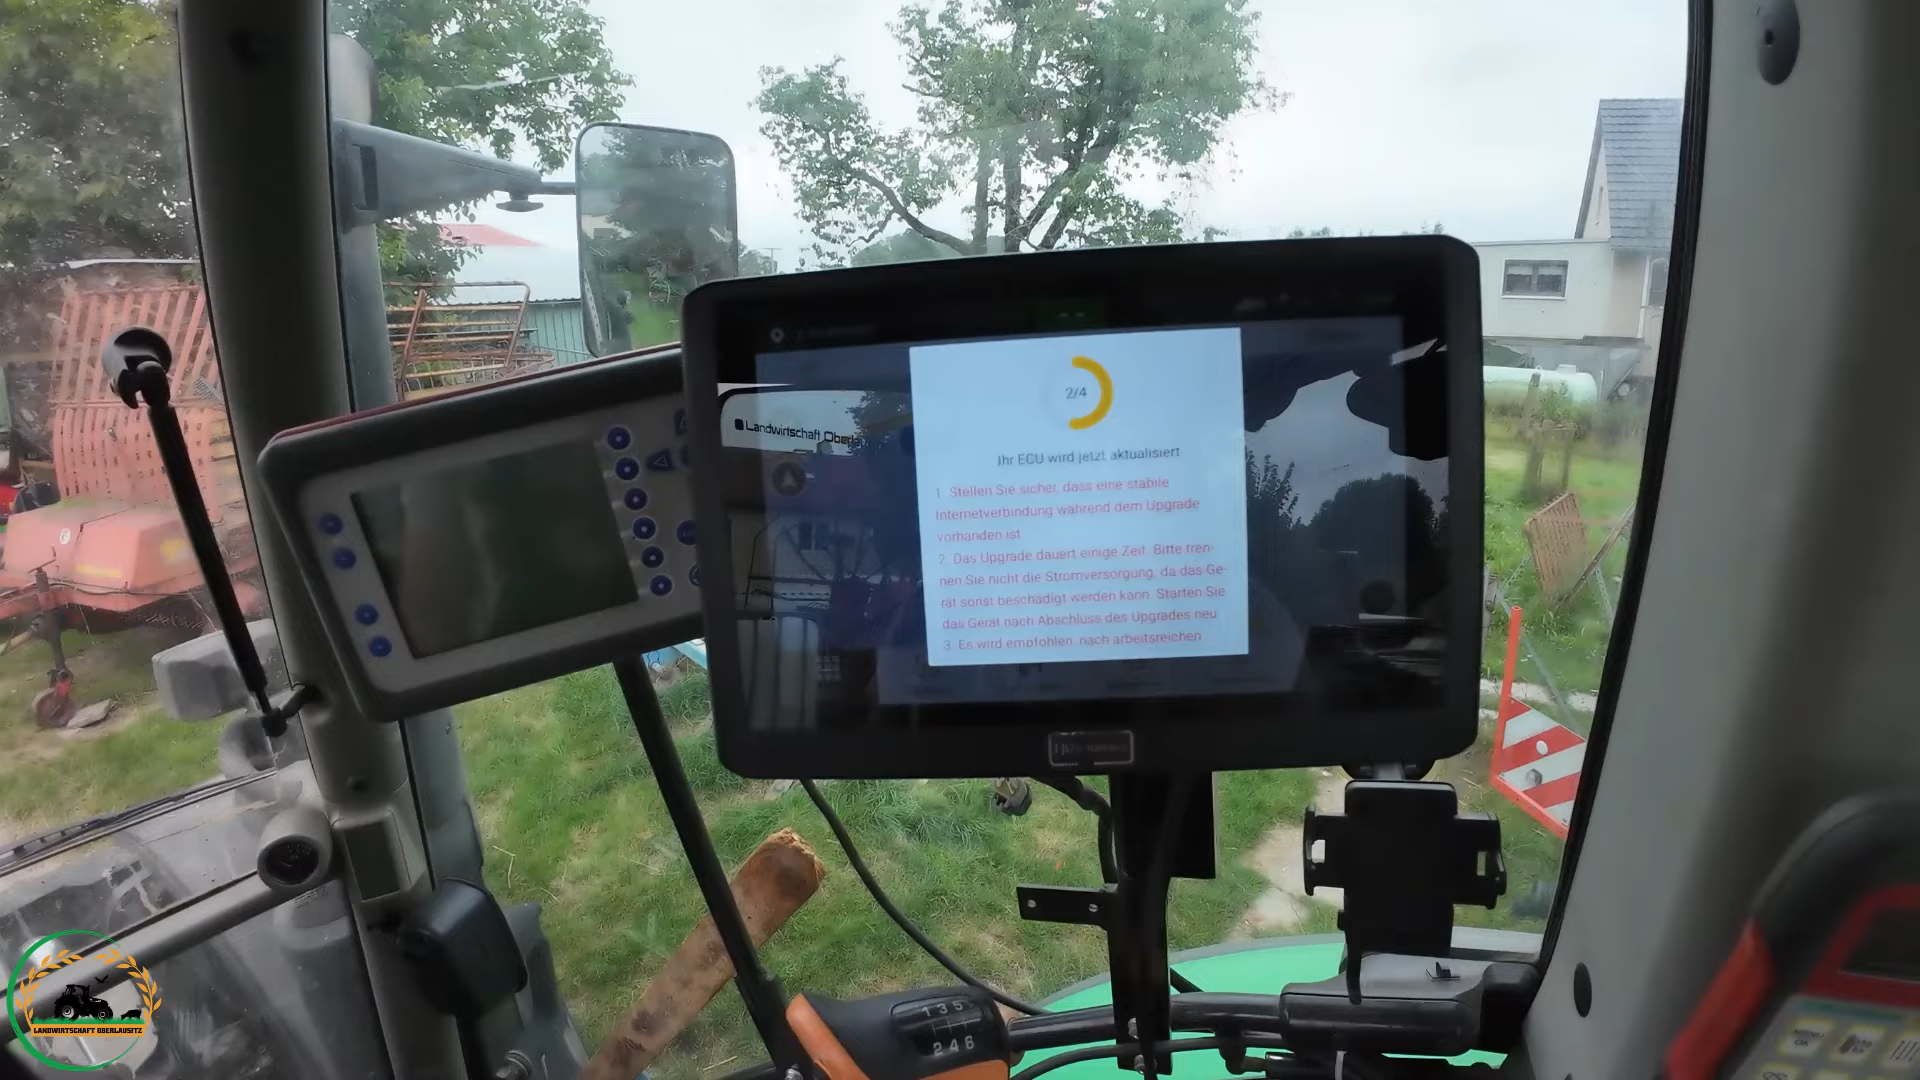 2/4
Ihr ECU wird jetzt aktualisiert
1. Stellen Sie sicher, dass eine stabile
Internetverbindung während dem Upgrade
vorhanden ist.
2. Das Upgrade dauert einige Zeit. Bitte tren-
nen Sie nicht die Stromversorgung, da das Ge-
rät sonst beschädigt werden kann. Starten Sie
das Gerät nach Abschluss des Upgrades neu
3. Es wird empfohlen, nach arbeitsreichen
Landwirtschaft Oberlau
1 3 5
2 4 6
LANDWIRTSCHAFT OBERLAUSITZ